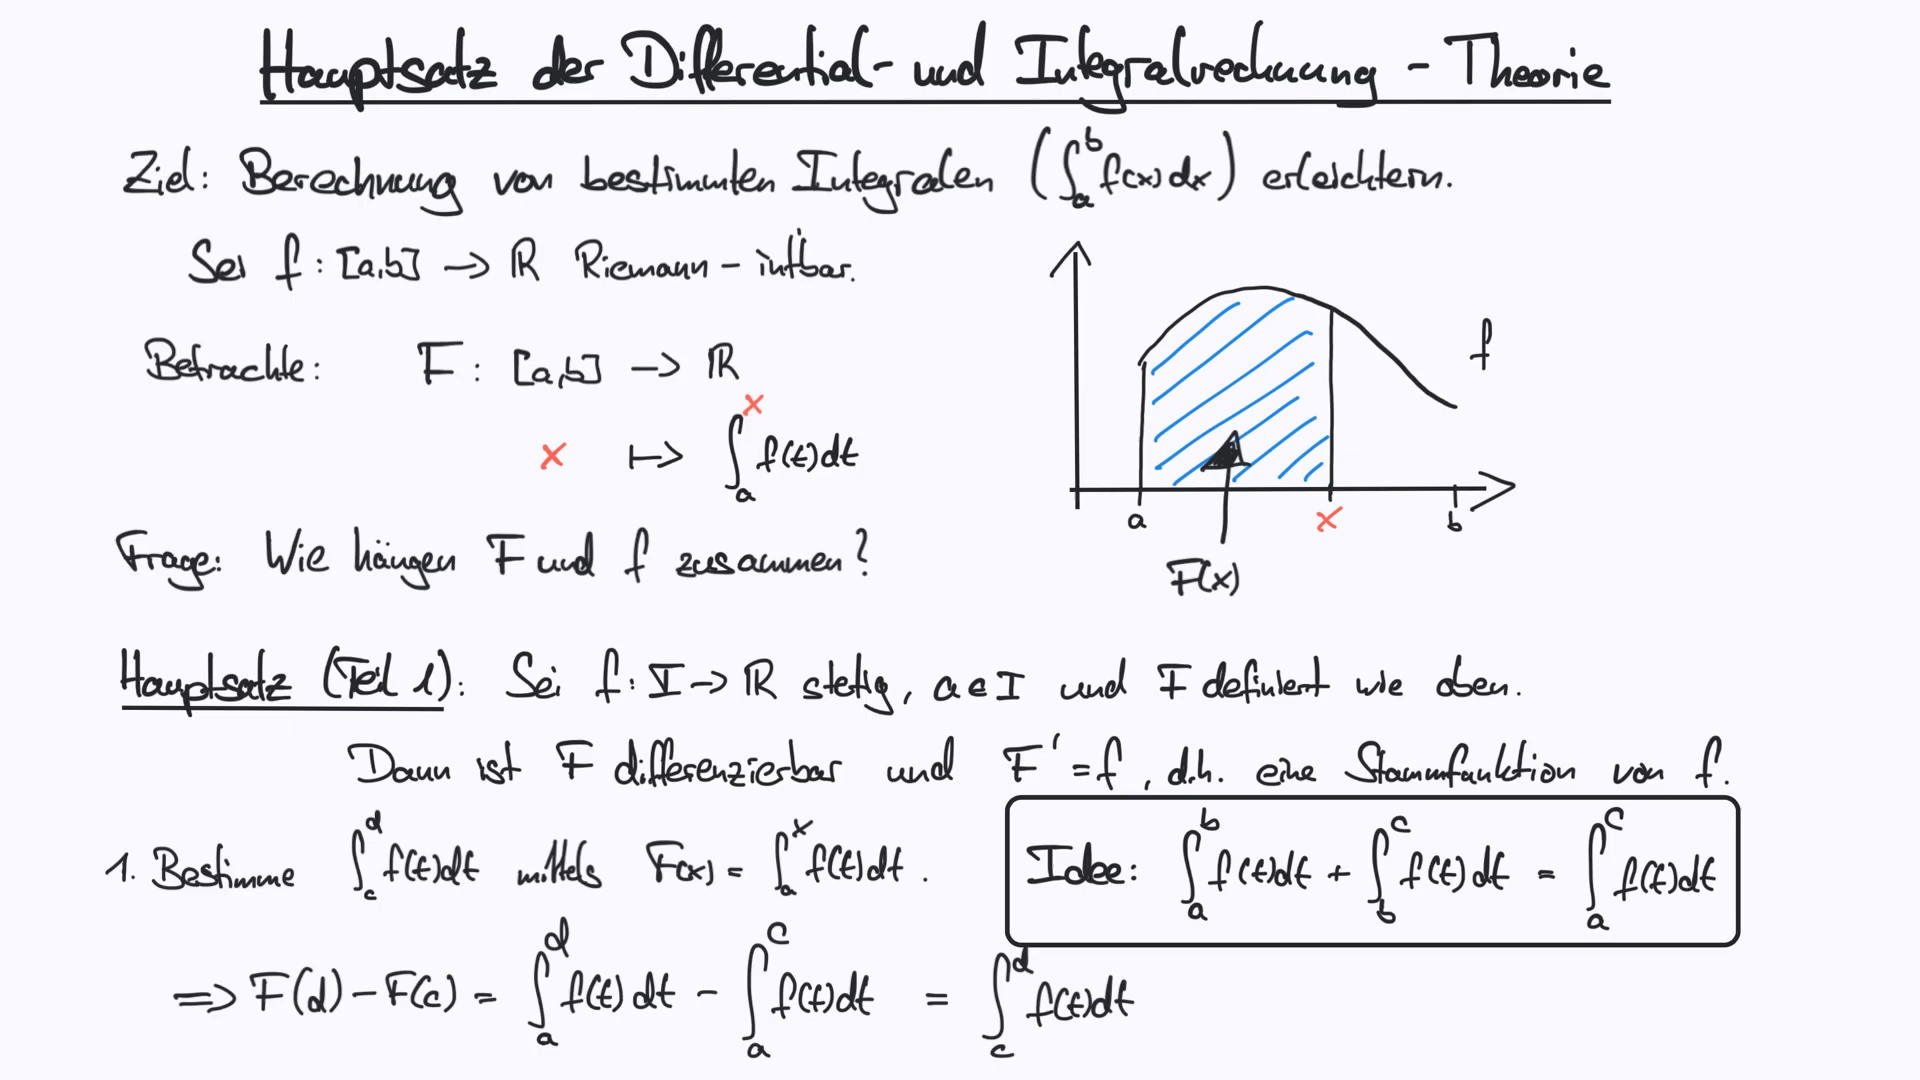 Hauptsatz der Differential- und Integralrechnung - Theorie
Ziel: Berechnung von bestimmten Integralen (∫_a^b f(x) dx) erleichtern.
Sei f : [a,b] → ℝ Riemann - intbar.
Betrachte: F : [a,b] → ℝ
x ↦ ∫_a^x f(t)dt
f
a x b
F(x)
Frage: Wie hängen F und f zusammen?
Hauptsatz (Teil 1): Sei f: I → ℝ stetig, a ∈ I und F definiert wie oben.
Dann ist F differenzierbar und F' = f, d.h. eine Stammfunktion von f.
1. Bestimme ∫_c^d f(t)dt mittels F(x) = ∫_a^x f(t)dt.
Idee: ∫_a^b f(t)dt + ∫_b^c f(t)dt = ∫_a^c f(t)dt
⇒ F(d) - F(c) = ∫_a^d f(t)dt - ∫_a^c f(t)dt = ∫_c^d f(t)dt